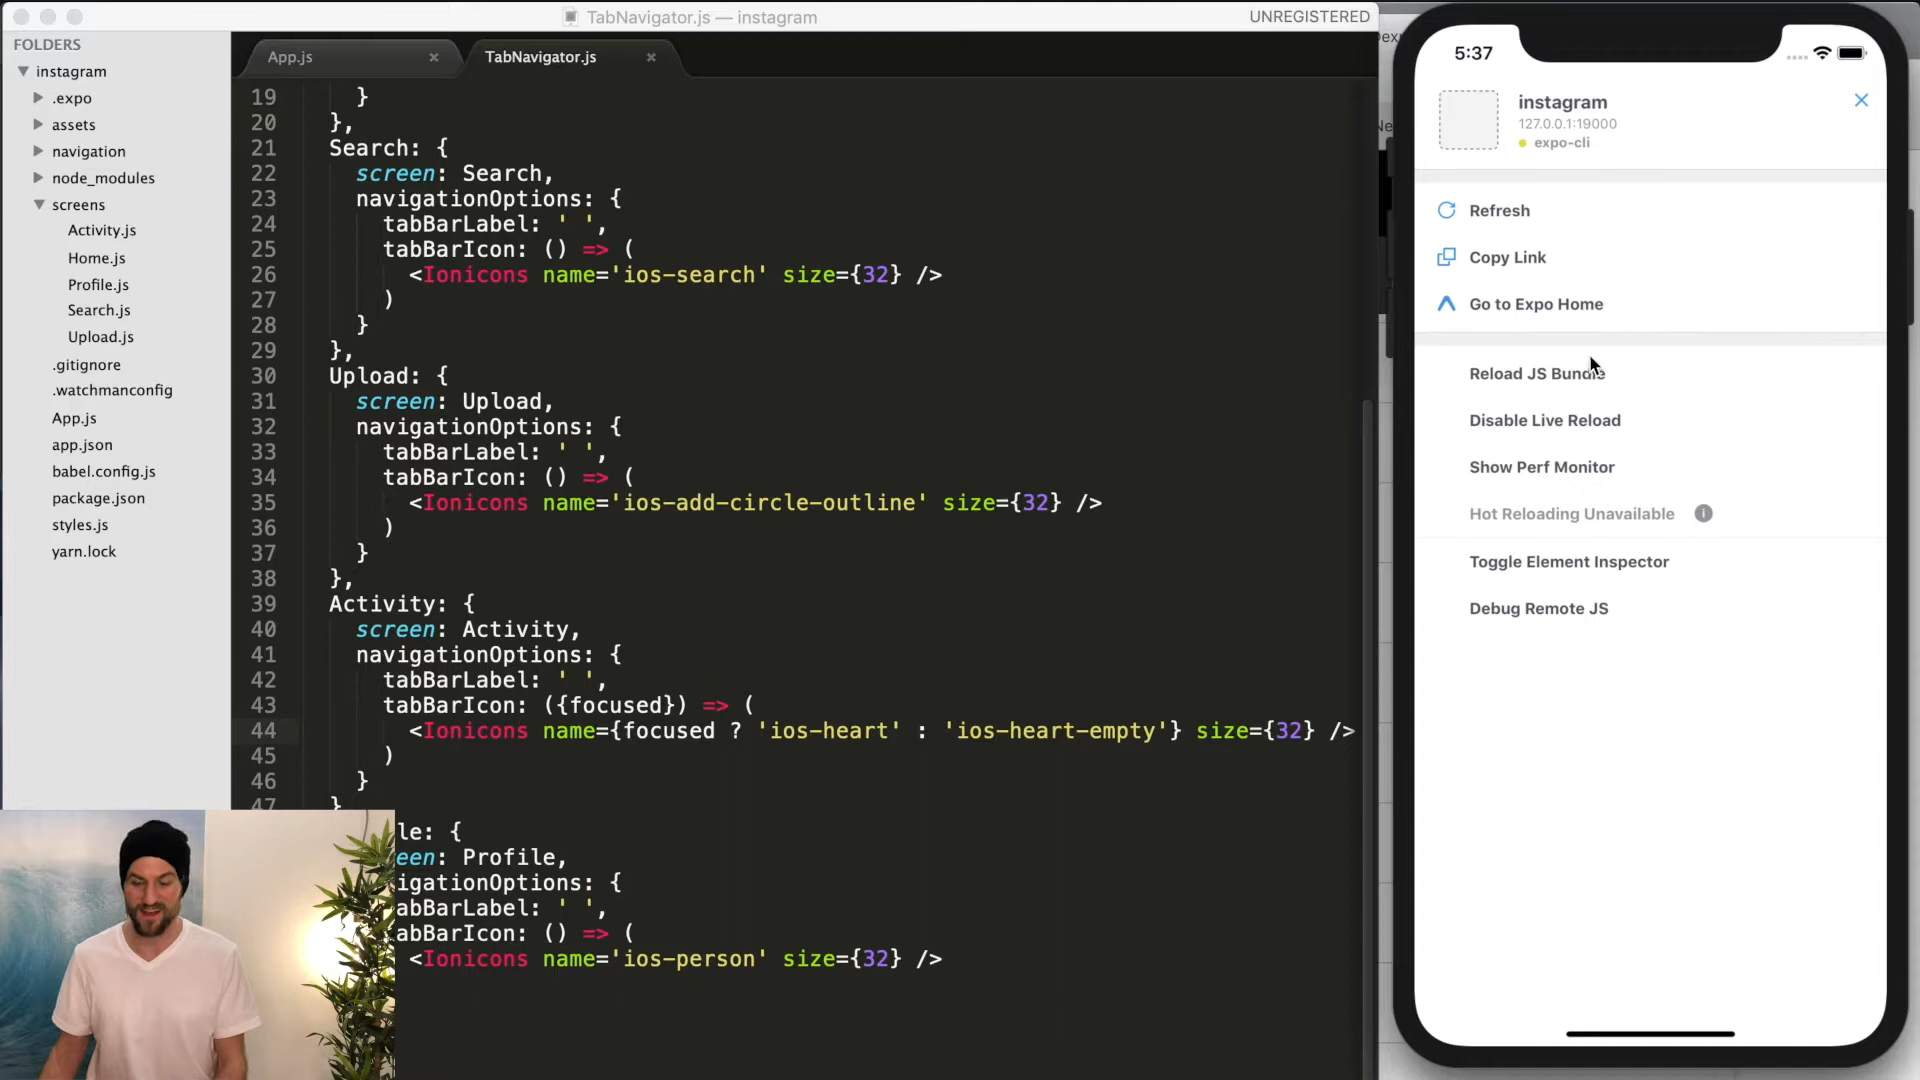 TabNavigator.js — instagram
UNREGISTERED
FOLDERS
instagram
.expo
assets
navigation
node_modules
screens
Activity.js
Home.js
Profile.js
Search.js
Upload.js
.gitignore
.watchmanconfig
App.js
app.json
babel.config.js
package.json
styles.js
yarn.lock
App.js
TabNavigator.js
19 }
20 },
21 Search: {
22 screen: Search,
23 navigationOptions: {
24 tabBarLabel: ' ',
25 tabBarIcon: () => (
26 <Ionicons name='ios-search' size={32} />
27 )
28 }
29 },
30 Upload: {
31 screen: Upload,
32 navigationOptions: {
33 tabBarLabel: ' ',
34 tabBarIcon: () => (
35 <Ionicons name='ios-add-circle-outline' size={32} />
36 )
37 }
38 },
39 Activity: {
40 screen: Activity,
41 navigationOptions: {
42 tabBarLabel: ' ',
43 tabBarIcon: ({focused}) => (
44 <Ionicons name={focused ? 'ios-heart' : 'ios-heart-empty'} size={32} />
45 )
46 }
47 }
le: {
een: Profile,
igationOptions: {
abBarLabel: ' ',
abBarIcon: () => (
<Ionicons name='ios-person' size={32} />
5:37
instagram
127.0.0.1:19000
expo-cli
Refresh
Copy Link
Go to Expo Home
Reload JS Bundle
Disable Live Reload
Show Perf Monitor
Hot Reloading Unavailable
Toggle Element Inspector
Debug Remote JS